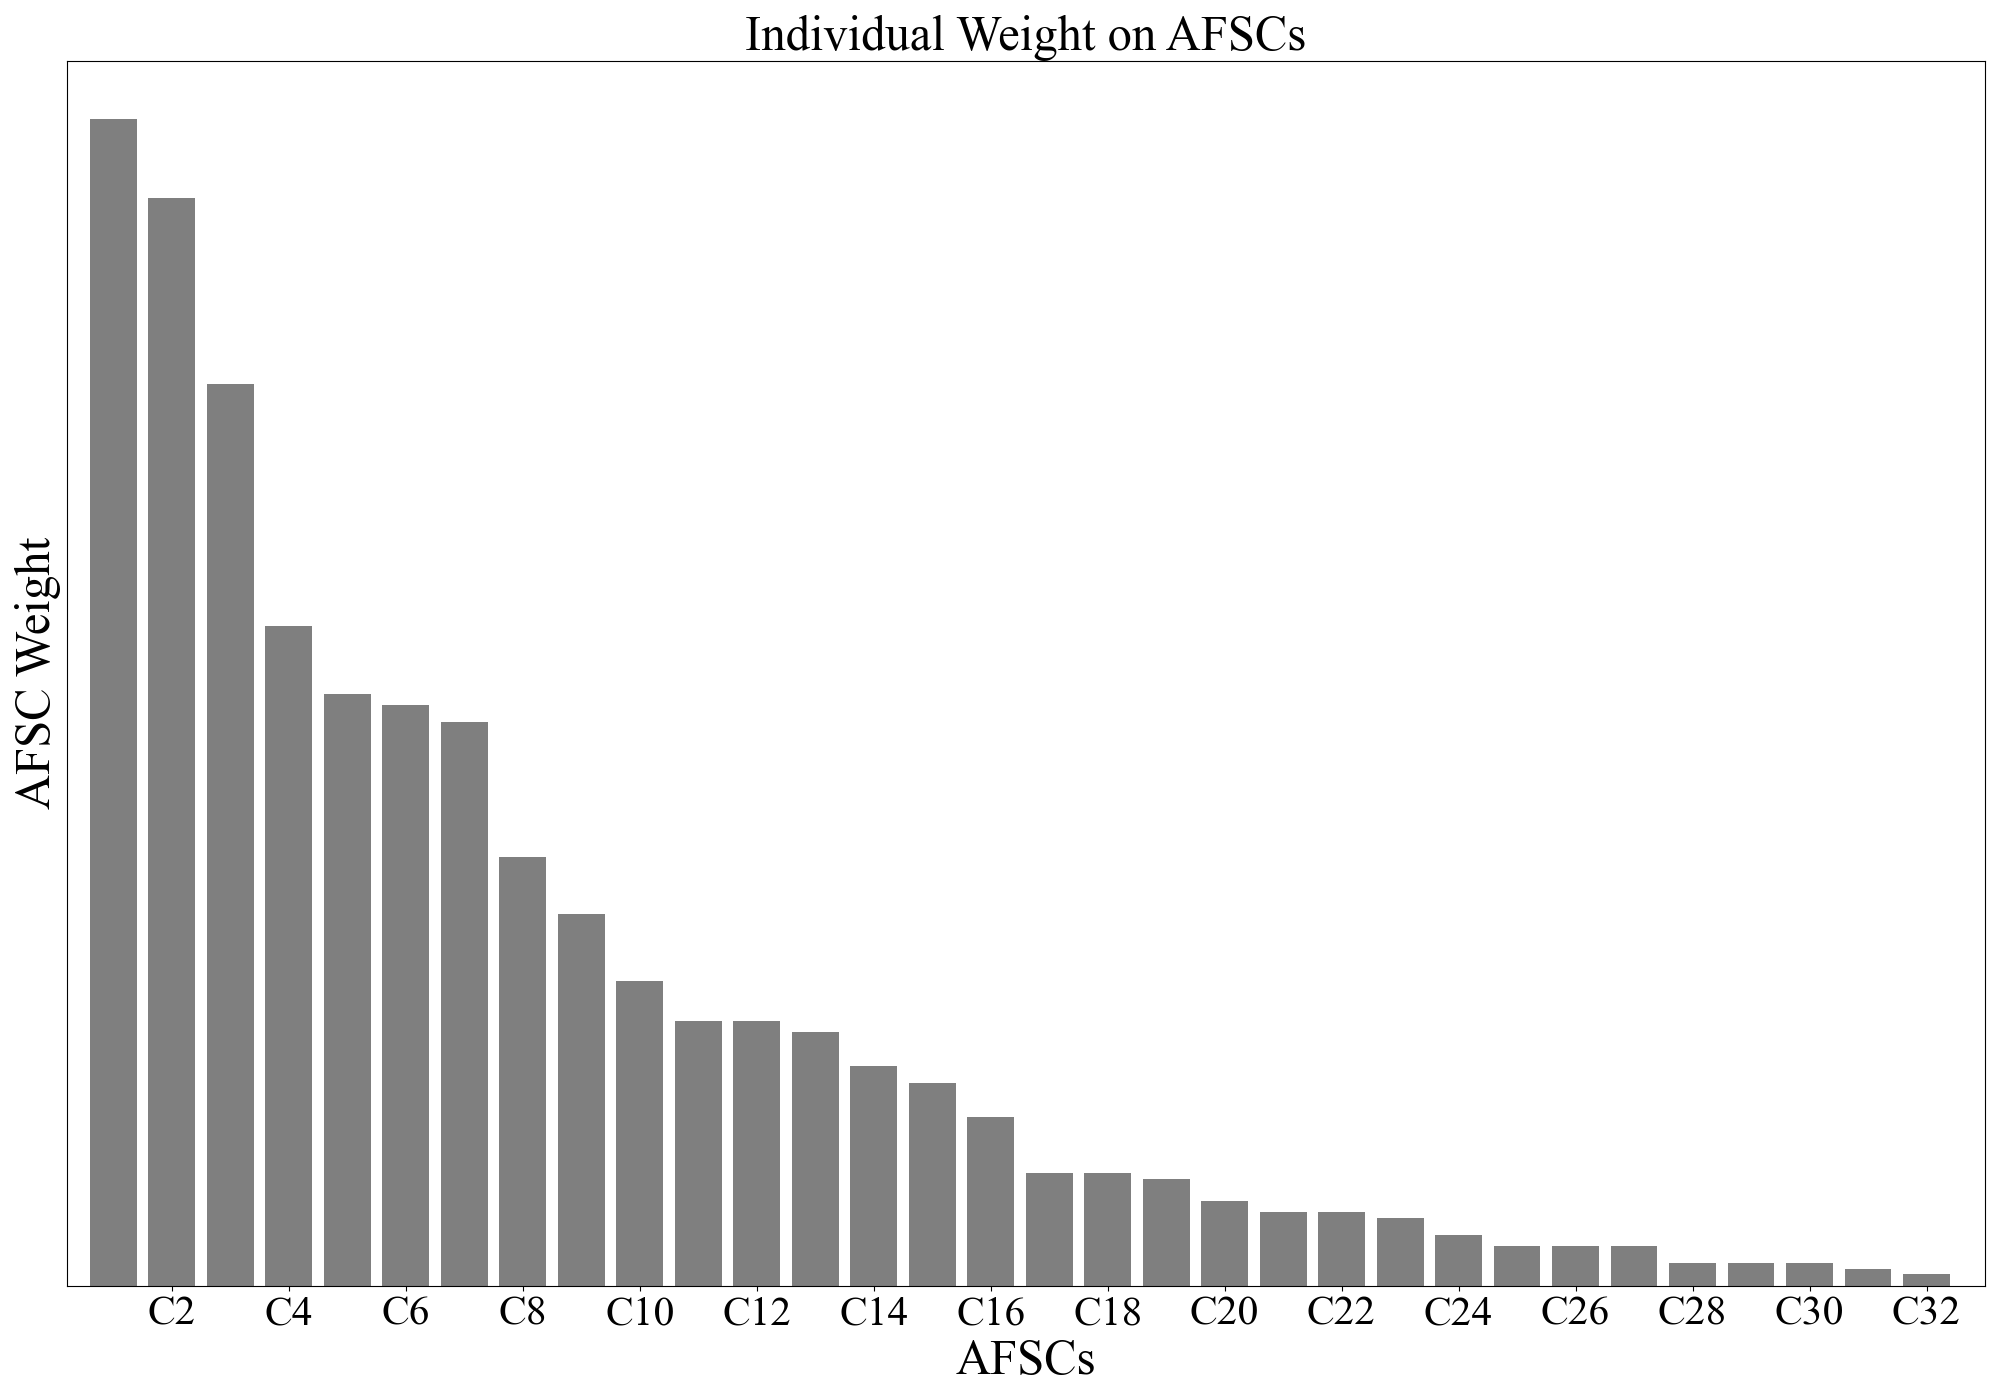 Individual Weight on AFSCs
AFSC Weight
C2 C4 C6 C8 C10 C12 C14 C16 C18 C20 C22 C24 C26 C28 C30 C32
AFSCs